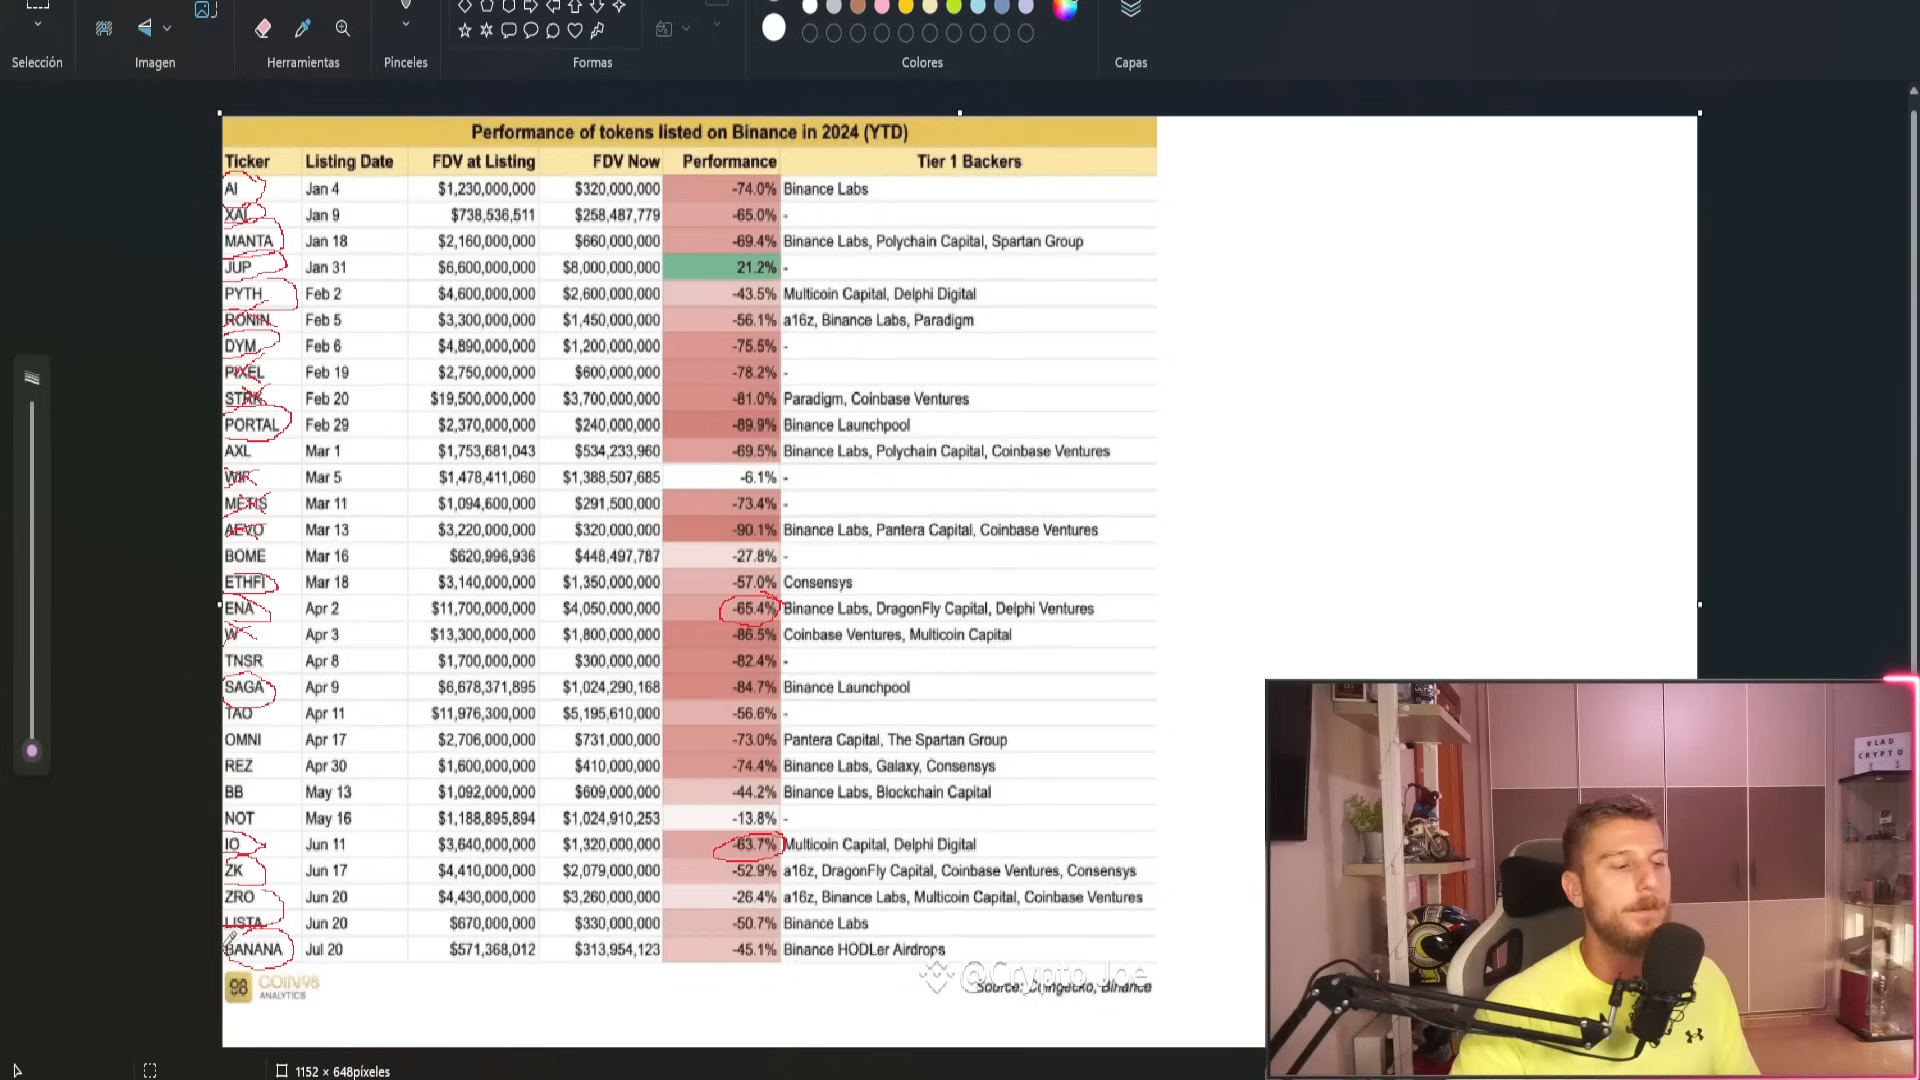 Selección Imagen Herramientas Pinceles Formas Colores Capas
Performance of tokens listed on Binance in 2024 (YTD)
Ticker Listing Date FDV at Listing FDV Now Performance Tier 1 Backers
AI Jan 4 $1,230,000,000 $320,000,000 -74.0% Binance Labs
XAI Jan 9 $738,536,511 $258,487,779 -65.0% -
MANTA Jan 18 $2,160,000,000 $660,000,000 -69.4% Binance Labs, Polychain Capital, Spartan Group
JUP Jan 31 $6,600,000,000 $8,000,000,000 21.2% -
PYTH Feb 2 $4,600,000,000 $2,600,000,000 -43.5% Multicoin Capital, Delphi Digital
RONIN Feb 5 $3,300,000,000 $1,450,000,000 -56.1% a16z, Binance Labs, Paradigm
DYM Feb 6 $4,890,000,000 $1,200,000,000 -75.5% -
PIXEL Feb 19 $2,750,000,000 $600,000,000 -78.2% -
STRK Feb 20 $19,500,000,000 $3,700,000,000 -81.0% Paradigm, Coinbase Ventures
PORTAL Feb 29 $2,370,000,000 $240,000,000 -89.9% Binance Launchpool
AXL Mar 1 $1,753,681,043 $534,233,960 -69.5% Binance Labs, Polychain Capital, Coinbase Ventures
WIF Mar 5 $1,478,411,060 $1,388,507,685 -6.1% -
METIS Mar 11 $1,094,600,000 $291,500,000 -73.4% -
AEVO Mar 13 $3,220,000,000 $320,000,000 -90.1% Binance Labs, Pantera Capital, Coinbase Ventures
BOME Mar 16 $620,996,936 $448,497,787 -27.8% -
ETHFI Mar 18 $3,140,000,000 $1,350,000,000 -57.0% Consensys
ENA Apr 2 $11,700,000,000 $4,050,000,000 -65.4% Binance Labs, DragonFly Capital, Delphi Ventures
W Apr 3 $13,300,000,000 $1,800,000,000 -86.5% Coinbase Ventures, Multicoin Capital
TNSR Apr 8 $1,700,000,000 $300,000,000 -82.4% -
SAGA Apr 9 $6,678,371,895 $1,024,290,168 -84.7% Binance Launchpool
TAO Apr 11 $11,976,300,000 $5,195,610,000 -56.6% -
OMNI Apr 17 $2,706,000,000 $731,000,000 -73.0% Pantera Capital, The Spartan Group
REZ Apr 30 $1,600,000,000 $410,000,000 -74.4% Binance Labs, Galaxy, Consensys
BB May 13 $1,092,000,000 $609,000,000 -44.2% Binance Labs, Blockchain Capital
NOT May 16 $1,188,895,894 $1,024,910,253 -13.8% -
IO Jun 11 $3,640,000,000 $1,320,000,000 -63.7% Multicoin Capital, Delphi Digital
ZK Jun 17 $4,410,000,000 $2,079,000,000 -52.9% a16z, DragonFly Capital, Coinbase Ventures, Consensys
ZRO Jun 20 $4,430,000,000 $3,260,000,000 -26.4% a16z, Binance Labs, Multicoin Capital, Coinbase Ventures
LISTA Jun 20 $670,000,000 $330,000,000 -50.7% Binance Labs
BANANA Jul 20 $571,368,012 $313,954,123 -45.1% Binance HODLer Airdrops
98 COIN98
ANALYTICS
@Crypto Joe
Source: Coingecko, Binance
VLAD
CRYPTO
1152 × 648píxeles